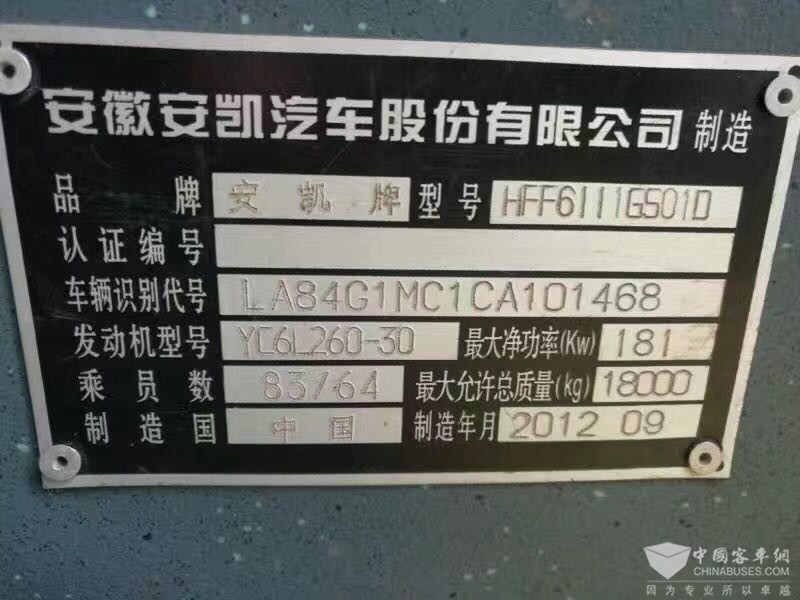 安徽安凯汽车股份有限公司 制造
品牌 安凯牌 型号 HFF6111G501D
认证编号
车辆识别代号 LA84G1MC1CA101468
发动机型号 YC6L260-30 最大净功率(Kw) 181
乘员数 83/64 最大允许总质量(kg) 18000
制造国 中国 制造年月 2012 09
中國客車網
CHINABUSES.COM
因为专业所以卓越